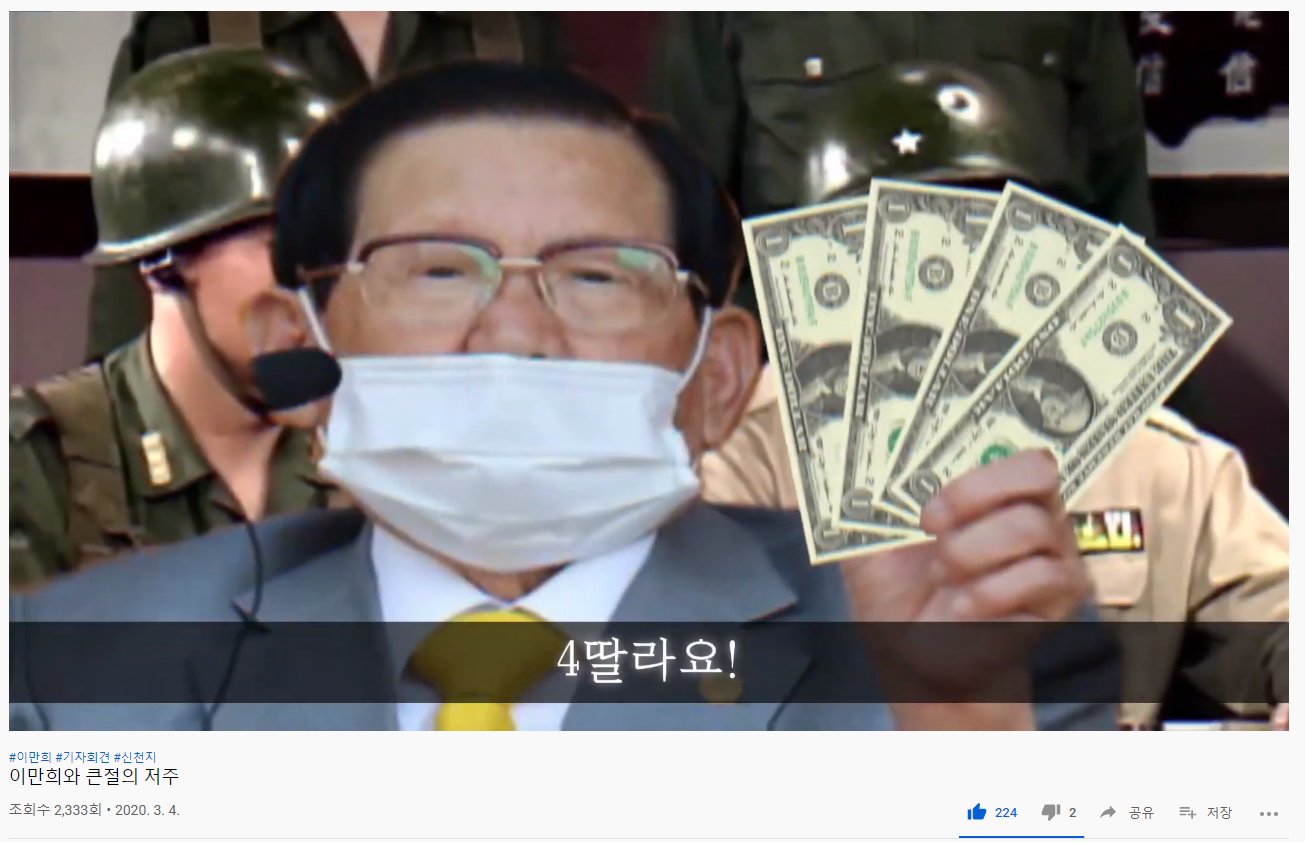 信
信
4딸라요!
#이만희 #기자회견 #신천지
이만희와 큰절의 저주
조회수 2,333회 • 2020. 3. 4.
224
2
공유
저장